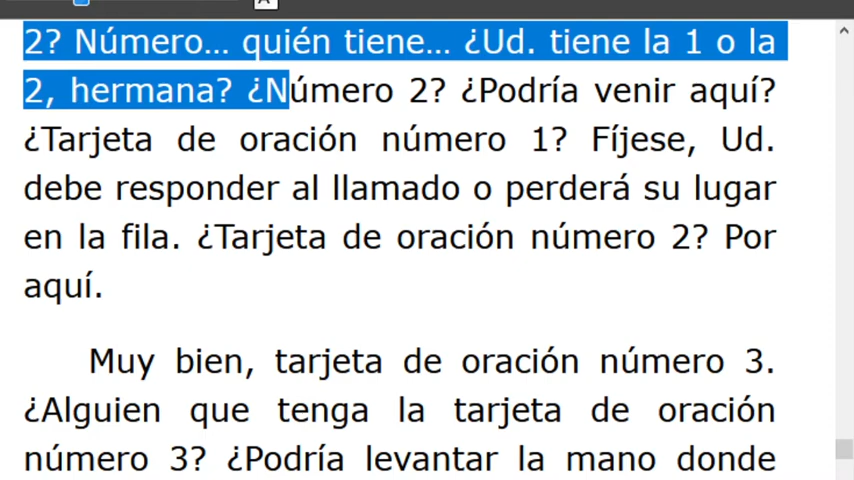 2? Número... quién tiene... ¿Ud. tiene la 1 o la
2, hermana? ¿Número 2? ¿Podría venir aquí?
¿Tarjeta de oración número 1? Fíjese, Ud.
debe responder al llamado o perderá su lugar
en la fila. ¿Tarjeta de oración número 2? Por
aquí.
Muy bien, tarjeta de oración número 3.
¿Alguien que tenga la tarjeta de oración
número 3? ¿Podría levantar la mano donde